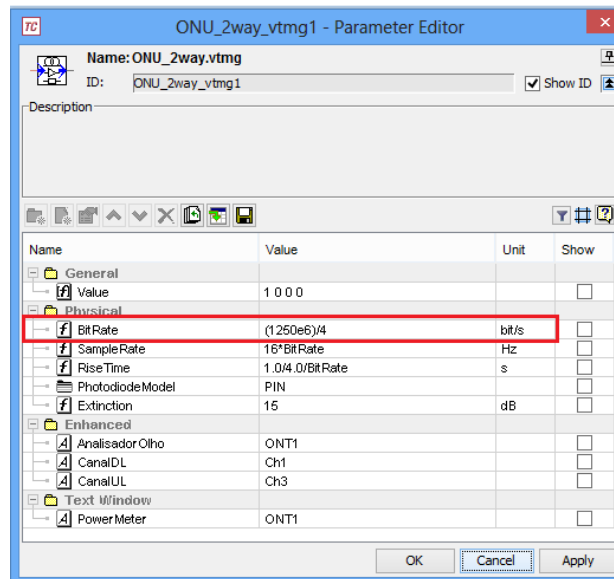 TC ONU_2way_vtmg1 - Parameter Editor
Name: ONU_2way.vtmg
ID: ONU_2way_vtmg1 Show ID
Description
Name Value Unit Show
General
f Value 1 0 0 0
Physical
f BitRate (1250e6)/4 bit/s
f SampleRate 16*BitRate Hz
f RiseTime 1.0/4.0/BitRate s
PhotodiodeModel PIN
f Extinction 15 dB
Enhanced
A AnalisadorOlho ONT1
A CanalDL Ch1
A CanalUL Ch3
Text Window
A PowerMeter ONT1
OK Cancel Apply